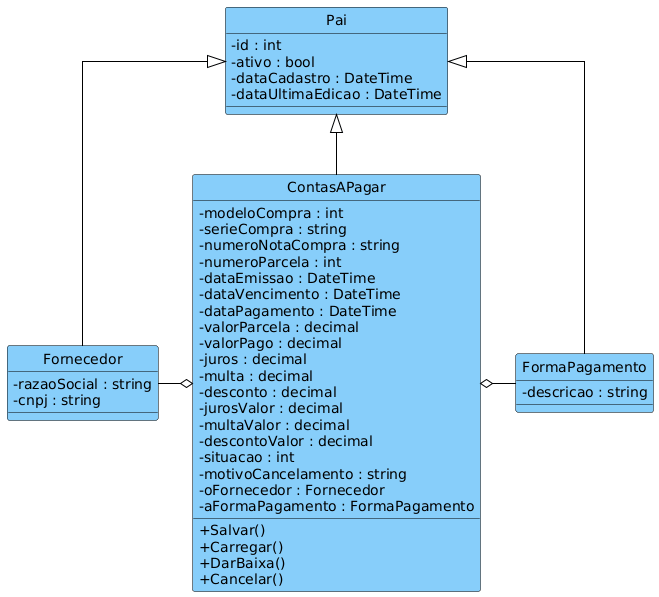 Pai
-id : int
-ativo : bool
-dataCadastro : DateTime
-dataUltimaEdicao : DateTime
ContasAPagar
-modeloCompra : int
-serieCompra : string
-numeroNotaCompra : string
-numeroParcela : int
-dataEmissao : DateTime
-dataVencimento : DateTime
-dataPagamento : DateTime
-valorParcela : decimal
-valorPago : decimal
-juros : decimal
-multa : decimal
-desconto : decimal
-jurosValor : decimal
-multaValor : decimal
-descontoValor : decimal
-situacao : int
-motivoCancelamento : string
-oFornecedor : Fornecedor
-aFormaPagamento : FormaPagamento
+Salvar()
+Carregar()
+DarBaixa()
+Cancelar()
Fornecedor
-razaoSocial : string
-cnpj : string
FormaPagamento
-descricao : string